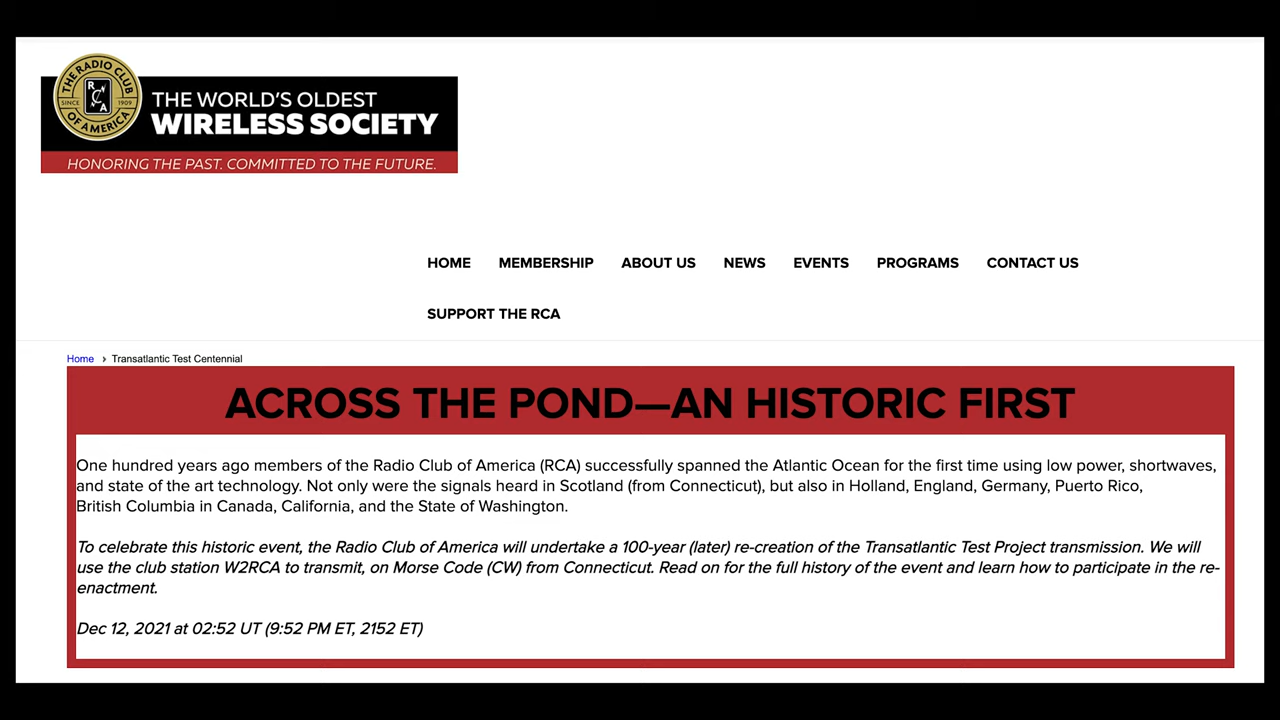 THE RADIO CLUB
OF AMERICA
SINCE 1909
R C A
THE WORLD'S OLDEST
WIRELESS SOCIETY
HONORING THE PAST. COMMITTED TO THE FUTURE.
HOME MEMBERSHIP ABOUT US NEWS EVENTS PROGRAMS CONTACT US
SUPPORT THE RCA
Home › Transatlantic Test Centennial
ACROSS THE POND—AN HISTORIC FIRST
One hundred years ago members of the Radio Club of America (RCA) successfully spanned the Atlantic Ocean for the first time using low power, shortwaves,
and state of the art technology. Not only were the signals heard in Scotland (from Connecticut), but also in Holland, England, Germany, Puerto Rico,
British Columbia in Canada, California, and the State of Washington.
To celebrate this historic event, the Radio Club of America will undertake a 100-year (later) re-creation of the Transatlantic Test Project transmission. We will
use the club station W2RCA to transmit, on Morse Code (CW) from Connecticut. Read on for the full history of the event and learn how to participate in the re-
enactment.
Dec 12, 2021 at 02:52 UT (9:52 PM ET, 2152 ET)